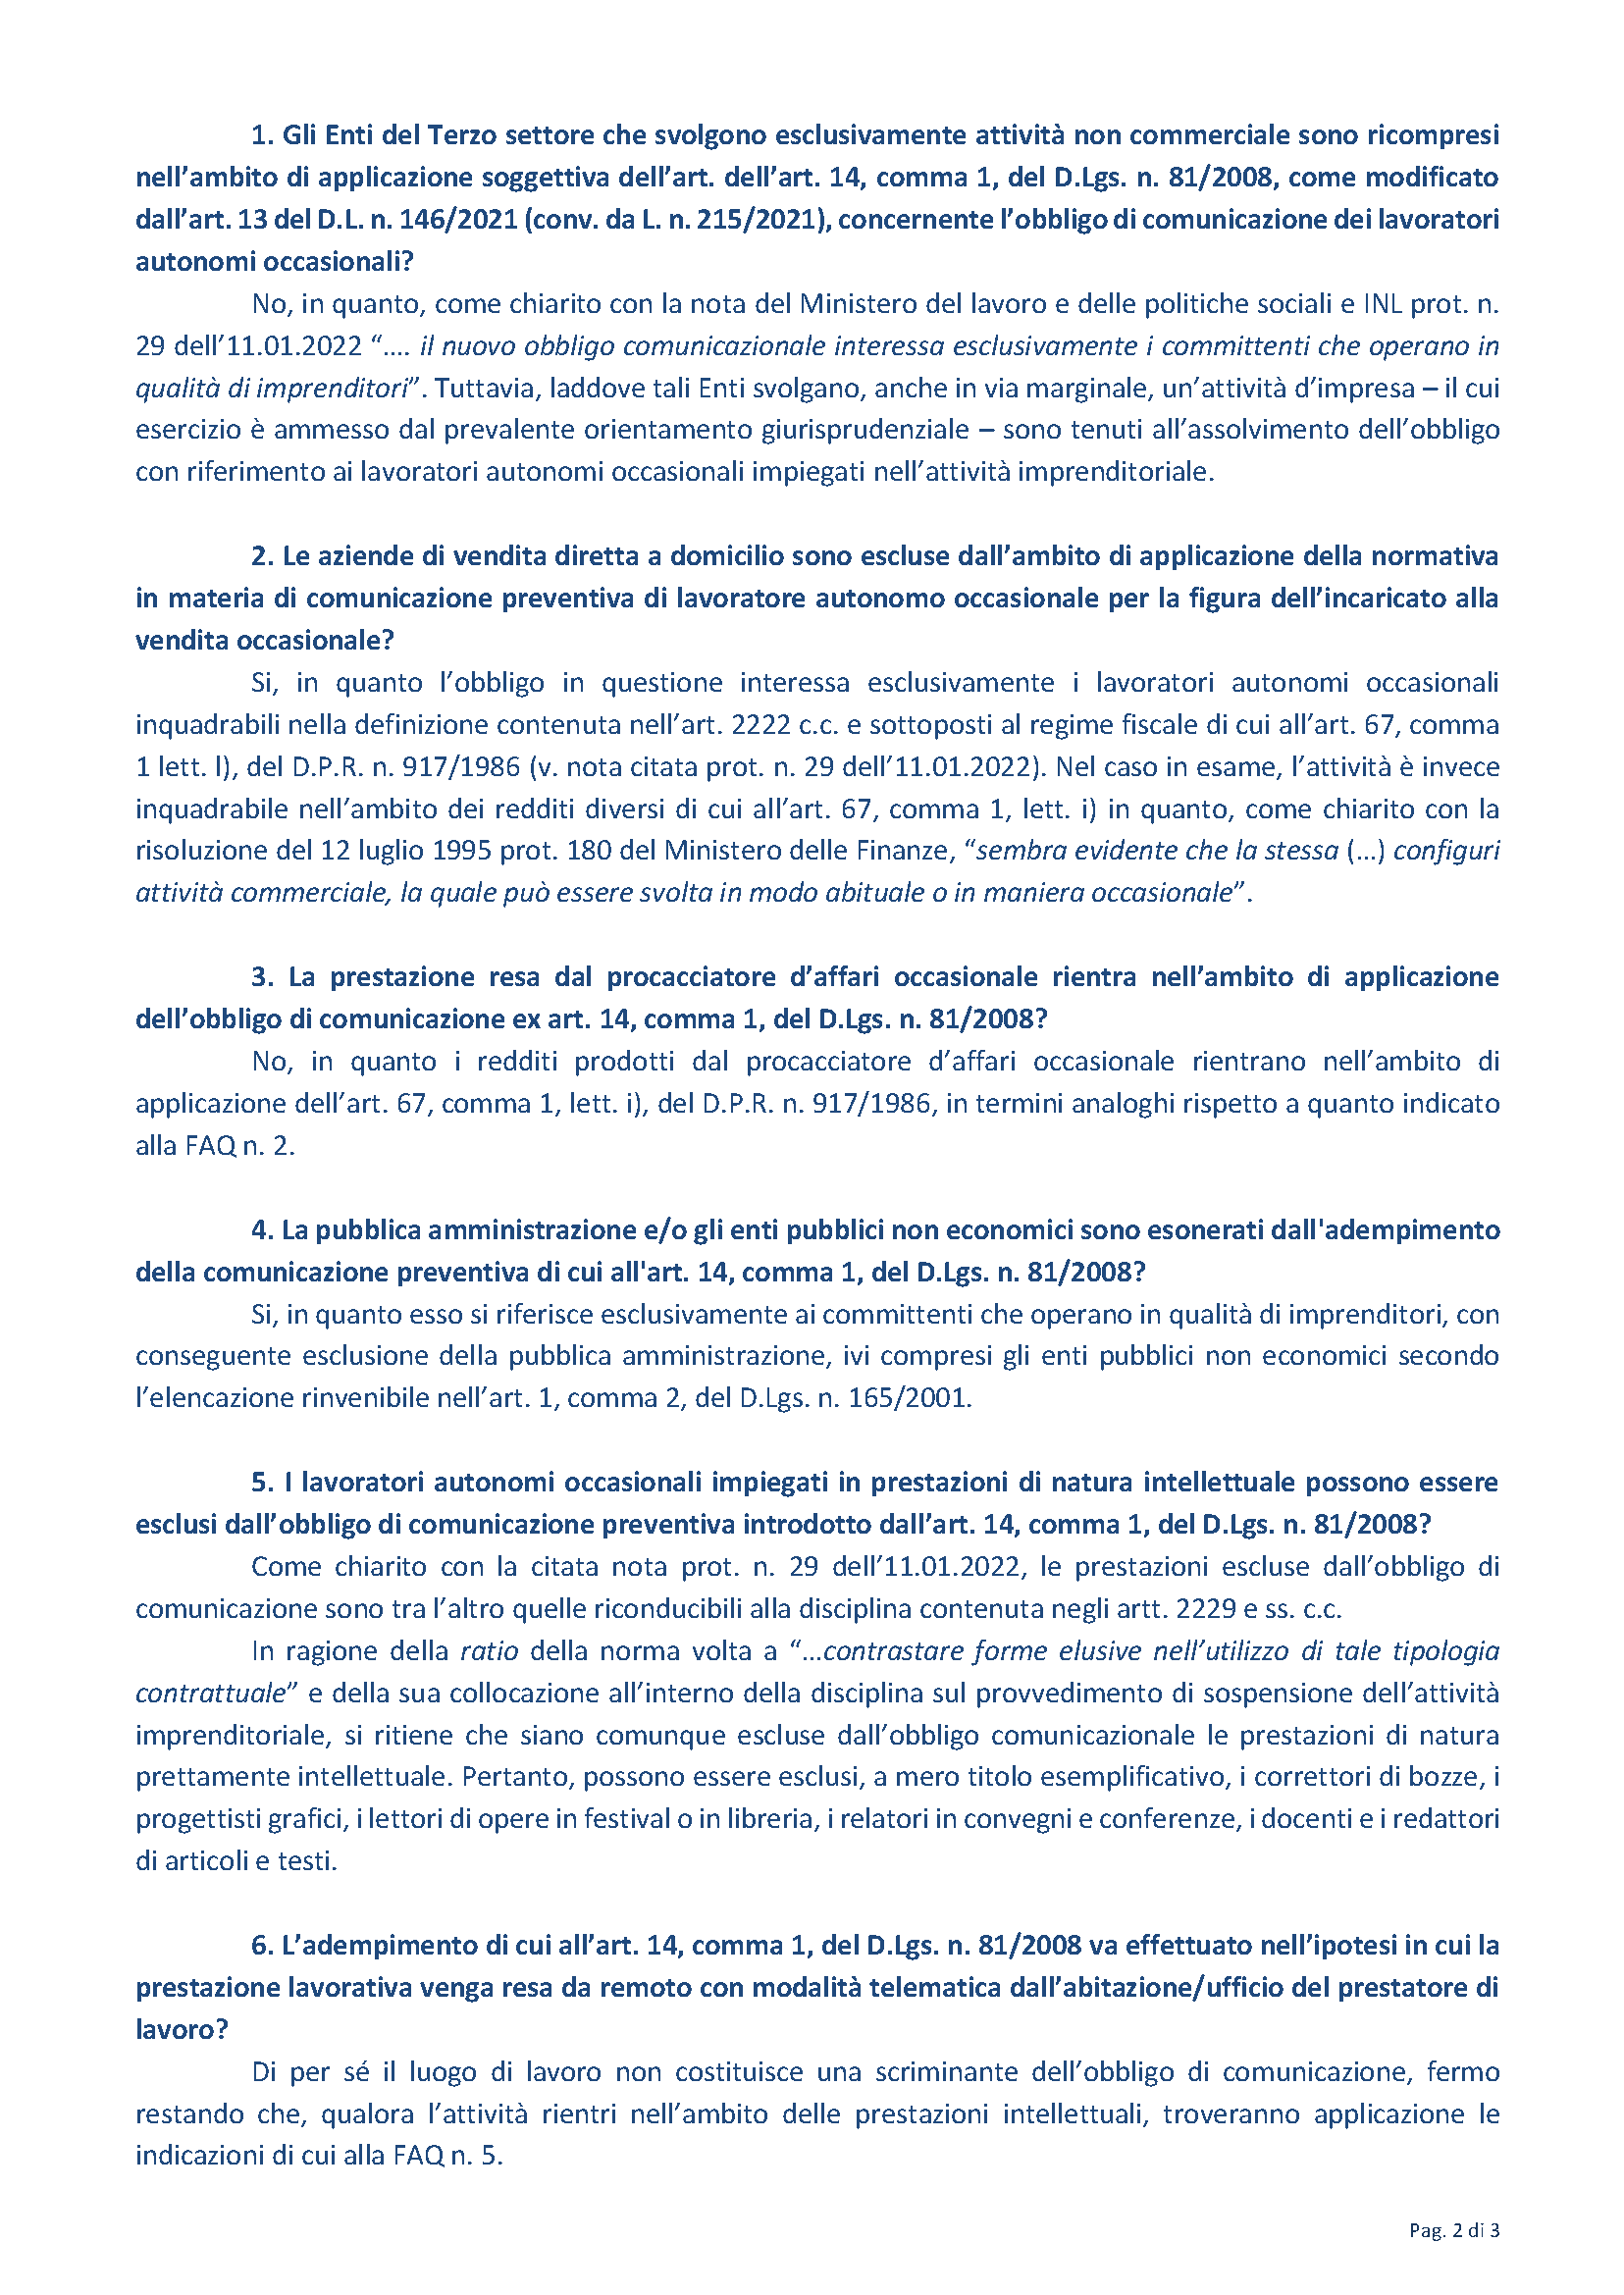 1. Gli Enti del Terzo settore che svolgono esclusivamente attività non commerciale sono ricompresi
nell’ambito di applicazione soggettiva dell’art. dell’art. 14, comma 1, del D.Lgs. n. 81/2008, come modificato
dall’art. 13 del D.L. n. 146/2021 (conv. da L. n. 215/2021), concernente l’obbligo di comunicazione dei lavoratori
autonomi occasionali?
No, in quanto, come chiarito con la nota del Ministero del lavoro e delle politiche sociali e INL prot. n.
29 dell’11.01.2022 “…. il nuovo obbligo comunicazionale interessa esclusivamente i committenti che operano in
qualità di imprenditori”. Tuttavia, laddove tali Enti svolgano, anche in via marginale, un’attività d’impresa – il cui
esercizio è ammesso dal prevalente orientamento giurisprudenziale – sono tenuti all’assolvimento dell’obbligo
con riferimento ai lavoratori autonomi occasionali impiegati nell’attività imprenditoriale.
2. Le aziende di vendita diretta a domicilio sono escluse dall’ambito di applicazione della normativa
in materia di comunicazione preventiva di lavoratore autonomo occasionale per la figura dell’incaricato alla
vendita occasionale?
Si, in quanto l’obbligo in questione interessa esclusivamente i lavoratori autonomi occasionali
inquadrabili nella definizione contenuta nell’art. 2222 c.c. e sottoposti al regime fiscale di cui all’art. 67, comma
1 lett. l), del D.P.R. n. 917/1986 (v. nota citata prot. n. 29 dell’11.01.2022). Nel caso in esame, l’attività è invece
inquadrabile nell’ambito dei redditi diversi di cui all’art. 67, comma 1, lett. i) in quanto, come chiarito con la
risoluzione del 12 luglio 1995 prot. 180 del Ministero delle Finanze, “sembra evidente che la stessa (…) configuri
attività commerciale, la quale può essere svolta in modo abituale o in maniera occasionale”.
3. La prestazione resa dal procacciatore d’affari occasionale rientra nell’ambito di applicazione
dell’obbligo di comunicazione ex art. 14, comma 1, del D.Lgs. n. 81/2008?
No, in quanto i redditi prodotti dal procacciatore d’affari occasionale rientrano nell’ambito di
applicazione dell’art. 67, comma 1, lett. i), del D.P.R. n. 917/1986, in termini analoghi rispetto a quanto indicato
alla FAQ n. 2.
4. La pubblica amministrazione e/o gli enti pubblici non economici sono esonerati dall'adempimento
della comunicazione preventiva di cui all'art. 14, comma 1, del D.Lgs. n. 81/2008?
Si, in quanto esso si riferisce esclusivamente ai committenti che operano in qualità di imprenditori, con
conseguente esclusione della pubblica amministrazione, ivi compresi gli enti pubblici non economici secondo
l’elencazione rinvenibile nell’art. 1, comma 2, del D.Lgs. n. 165/2001.
5. I lavoratori autonomi occasionali impiegati in prestazioni di natura intellettuale possono essere
esclusi dall’obbligo di comunicazione preventiva introdotto dall’art. 14, comma 1, del D.Lgs. n. 81/2008?
Come chiarito con la citata nota prot. n. 29 dell’11.01.2022, le prestazioni escluse dall’obbligo di
comunicazione sono tra l’altro quelle riconducibili alla disciplina contenuta negli artt. 2229 e ss. c.c.
In ragione della ratio della norma volta a “…contrastare forme elusive nell’utilizzo di tale tipologia
contrattuale” e della sua collocazione all’interno della disciplina sul provvedimento di sospensione dell’attività
imprenditoriale, si ritiene che siano comunque escluse dall’obbligo comunicazionale le prestazioni di natura
prettamente intellettuale. Pertanto, possono essere esclusi, a mero titolo esemplificativo, i correttori di bozze, i
progettisti grafici, i lettori di opere in festival o in libreria, i relatori in convegni e conferenze, i docenti e i redattori
di articoli e testi.
6. L’adempimento di cui all’art. 14, comma 1, del D.Lgs. n. 81/2008 va effettuato nell’ipotesi in cui la
prestazione lavorativa venga resa da remoto con modalità telematica dall’abitazione/ufficio del prestatore di
lavoro?
Di per sé il luogo di lavoro non costituisce una scriminante dell’obbligo di comunicazione, fermo
restando che, qualora l’attività rientri nell’ambito delle prestazioni intellettuali, troveranno applicazione le
indicazioni di cui alla FAQ n. 5.
Pag. 2 di 3